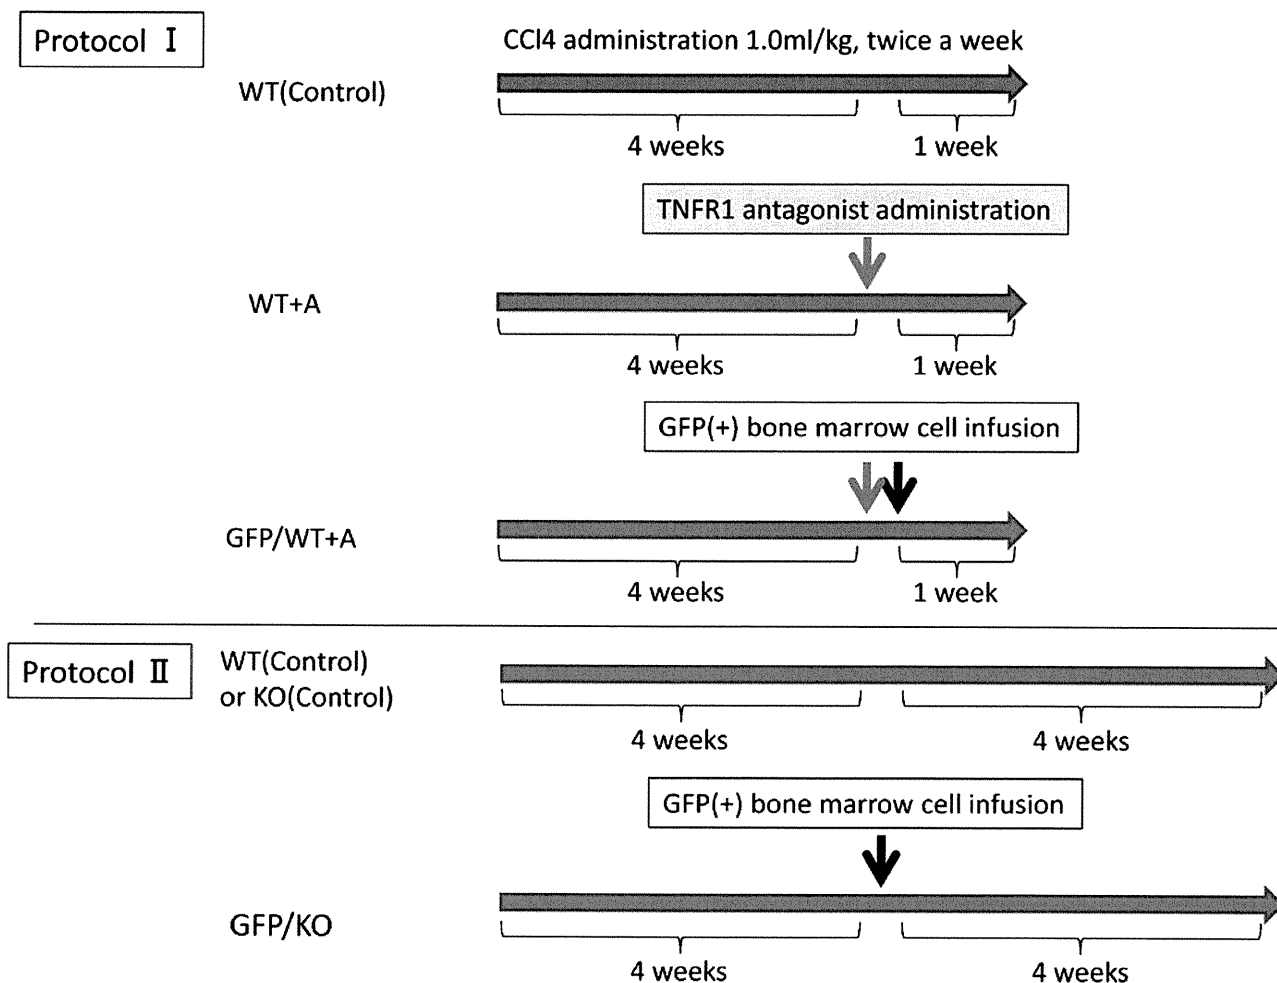 Protocol Ⅰ
CCl4 administration 1.0ml/kg, twice a week
WT(Control)
4 weeks
1 week
TNFR1 antagonist administration
WT+A
4 weeks
1 week
GFP(+) bone marrow cell infusion
GFP/WT+A
4 weeks
1 week
Protocol Ⅱ
WT(Control)
or KO(Control)
4 weeks
4 weeks
GFP(+) bone marrow cell infusion
GFP/KO
4 weeks
4 weeks